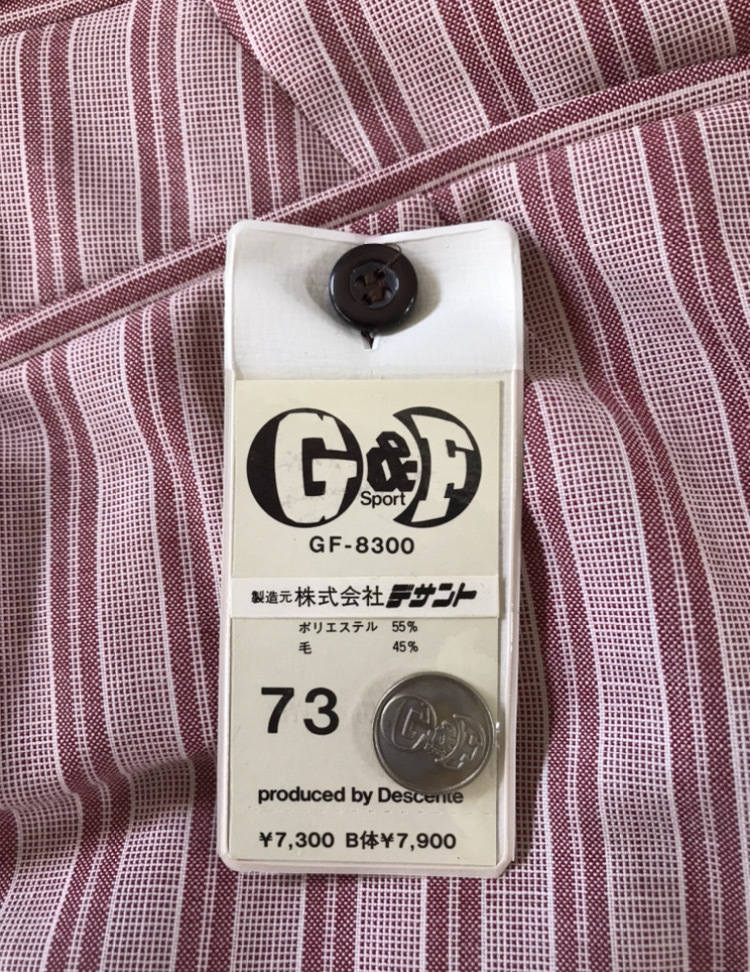 G&F
Sport
GF-8300
製造元 株式会社デサント
ポリエステル 55%
毛 45%
73
G&F
produced by Descente
¥7,300 B体¥7,900